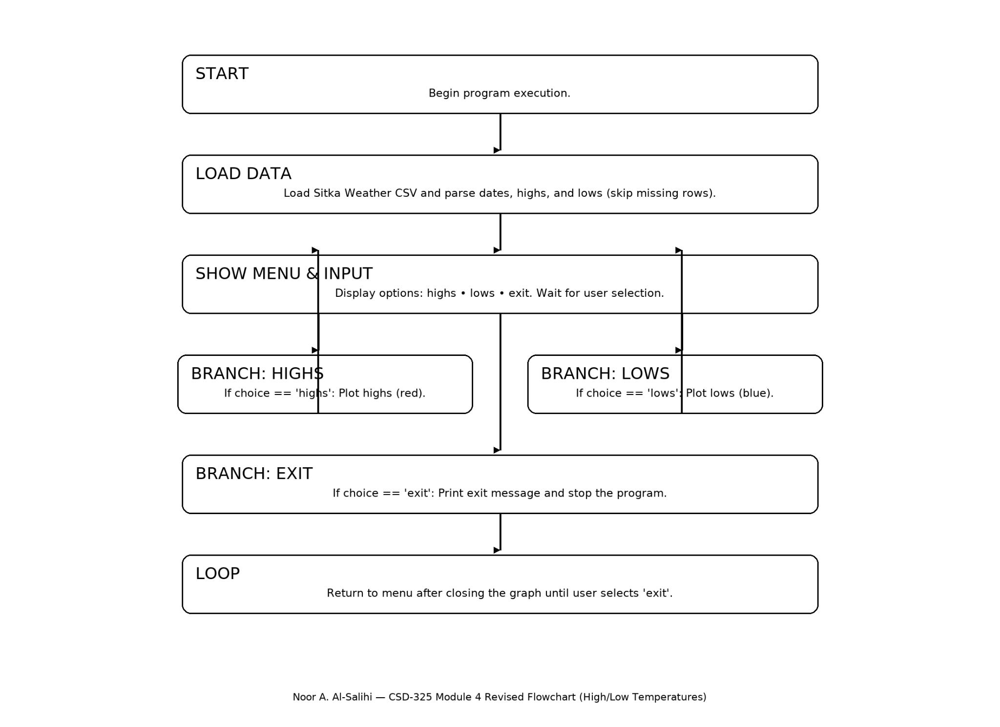 START
Begin program execution.
LOAD DATA
Load Sitka Weather CSV and parse dates, highs, and lows (skip missing rows).
SHOW MENU & INPUT
Display options: highs • lows • exit. Wait for user selection.
BRANCH: HIGHS
If choice == 'highs': Plot highs (red).
BRANCH: LOWS
If choice == 'lows': Plot lows (blue).
BRANCH: EXIT
If choice == 'exit': Print exit message and stop the program.
LOOP
Return to menu after closing the graph until user selects 'exit'.
Noor A. Al-Salihi — CSD-325 Module 4 Revised Flowchart (High/Low Temperatures)